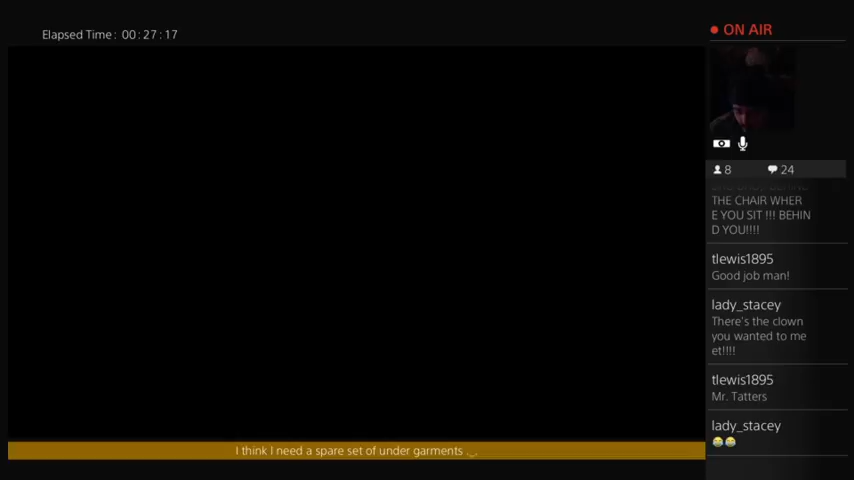 Elapsed Time: 00:27:17
ON AIR
8 24
THE CHAIR WHER
E YOU SIT !!! BEHIN
D YOU!!!!
tlewis1895
Good job man!
lady_stacey
There's the clown
you wanted to me
et!!!!
tlewis1895
Mr. Tatters
lady_stacey
😂😂
I think I need a spare set of under garments ._.